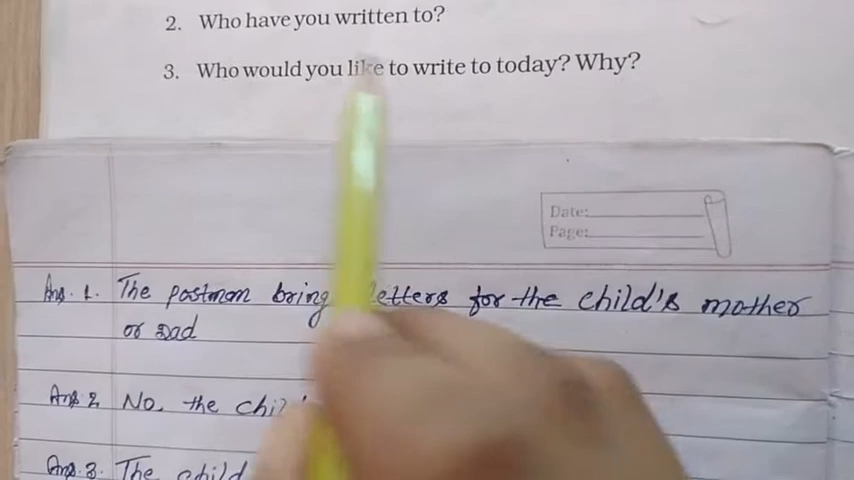 2. Who have you written to?
3. Who would you like to write to today? Why?
Date:
Page:
Ans. 1. The postman bring letters for the child's mother
or Dad
Ans 2. No, the
Ans. 3. The child